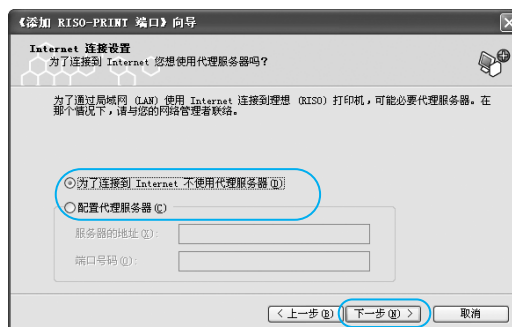 《添加 RISO-PRINT 端口》向导
Internet 连接设置
为了连接到 Internet 您想使用代理服务器吗?
为了通过局域网 (LAN) 使用 Internet 连接到理想 (RISO) 打印机,可能必要代理服务器。在
那个情况下,请与您的网络管理者联络。
为了连接到 Internet 不使用代理服务器(D)
配置代理服务器(C)
服务器的地址(X):
端口号码(O):
< 上一步(B)
下一步(N) >
取消